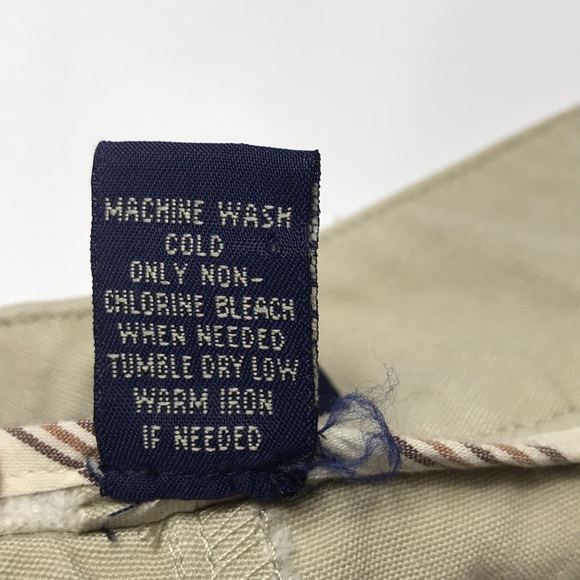 MACHINE WASH
COLD
ONLY NON-
CHLORINE BLEACH
WHEN NEEDED
TUMBLE DRY LOW
WARM IRON
IF NEEDED